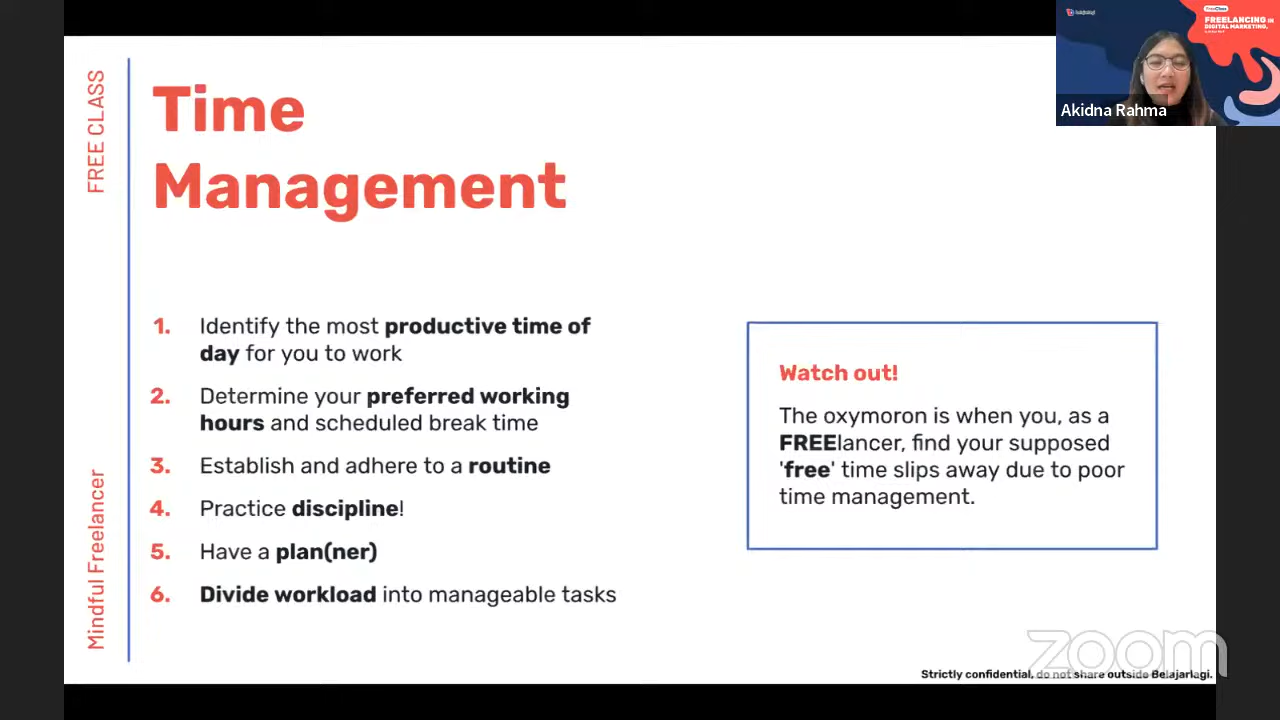 FREE CLASS
Mindful Freelancer
Time
Management
1. Identify the most productive time of
day for you to work
2. Determine your preferred working
hours and scheduled break time
3. Establish and adhere to a routine
4. Practice discipline!
5. Have a plan(ner)
6. Divide workload into manageable tasks
Watch out!
The oxymoron is when you, as a
FREElancer, find your supposed
'free' time slips away due to poor
time management.
FreeClass
FREELANCING IN
DIGITAL MARKETING,
Akidna Rahma
zoom
Strictly confidential, do not share outside Belajarlagi.